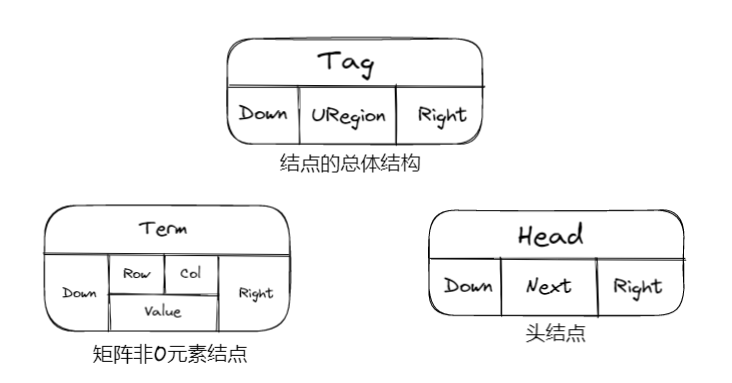 Tag
Down URegion Right
结点的总体结构
Term
Down Row Col Right
Value
矩阵非0元素结点
Head
Down Next Right
头结点